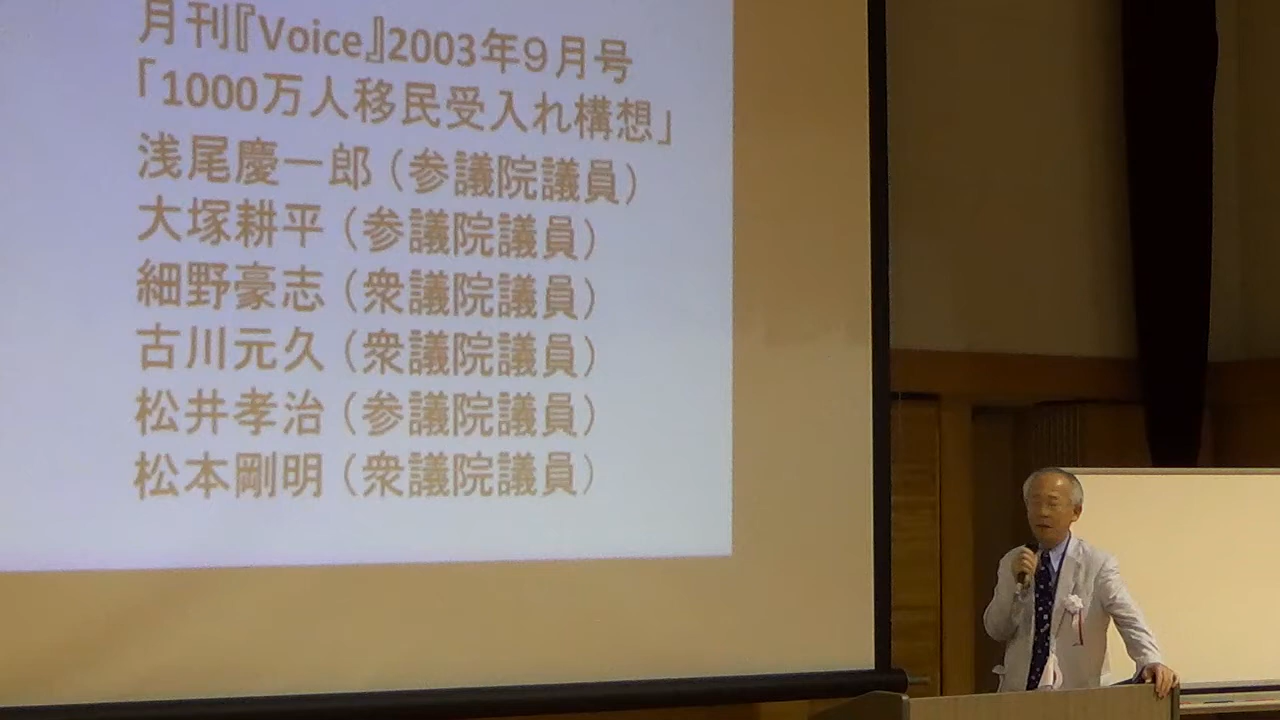 月刊『Voice』2003年９月号
「1000万人移民受入れ構想」
浅尾慶一郎（参議院議員）
大塚耕平（参議院議員）
細野豪志（衆議院議員）
古川元久（衆議院議員）
松井孝治（参議院議員）
松本剛明（衆議院議員）